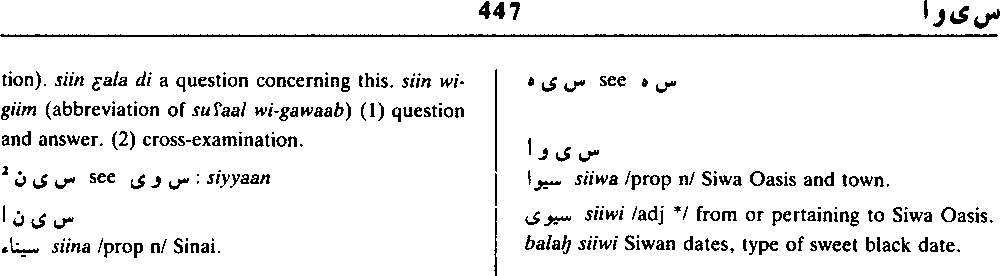 447
س ی و ا
tion). siin ƹala di a question concerning this. siin wi-
giim (abbreviation of suʕaal wi-gawaab) (1) question
and answer. (2) cross-examination.
² س ی ن see س و ی : siyyaan
س ی ن ا
سيناء siina /prop n/ Sinai.
س ی ه see س ه
س ی و ا
سيوا siiwa /prop n/ Siwa Oasis and town.
سيوى siiwi /adj */ from or pertaining to Siwa Oasis.
balaḥ siiwi Siwan dates, type of sweet black date.